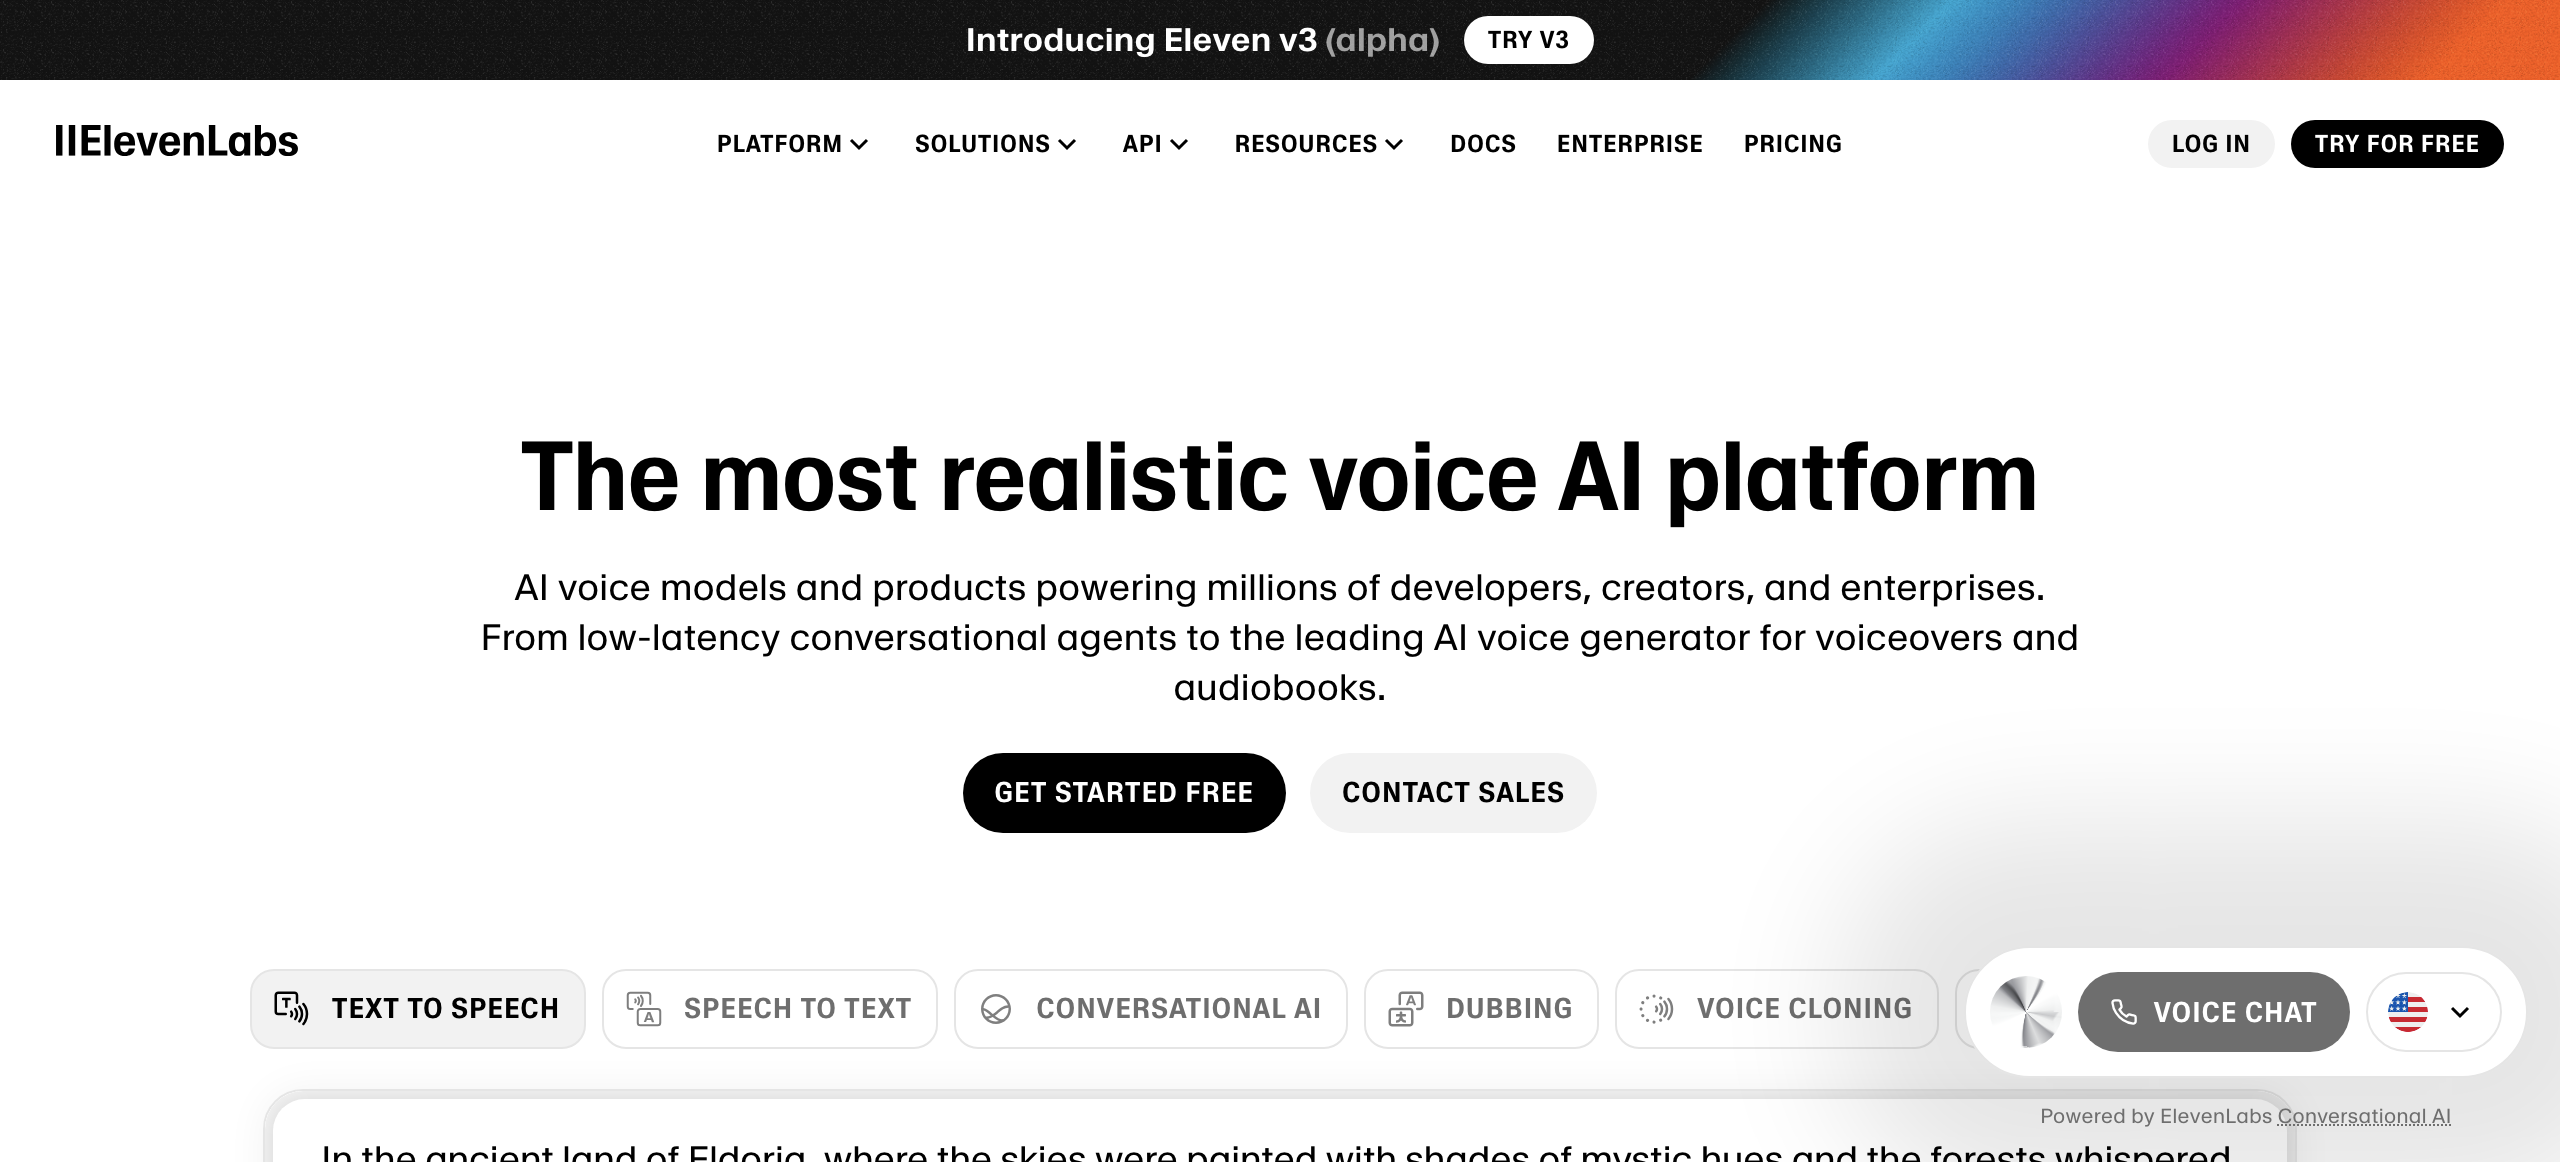 Introducing Eleven v3 (alpha) TRY V3
IIElevenLabs PLATFORM SOLUTIONS API RESOURCES DOCS ENTERPRISE PRICING LOG IN TRY FOR FREE
The most realistic voice AI platform
AI voice models and products powering millions of developers, creators, and enterprises.
From low-latency conversational agents to the leading AI voice generator for voiceovers and
audiobooks.
GET STARTED FREE CONTACT SALES
TEXT TO SPEECH SPEECH TO TEXT CONVERSATIONAL AI DUBBING VOICE CLONING VOICE CHAT
Powered by ElevenLabs Conversational AI
In the ancient land of Eldoria, where the skies were painted with shades of mystic hues and the forests whispered